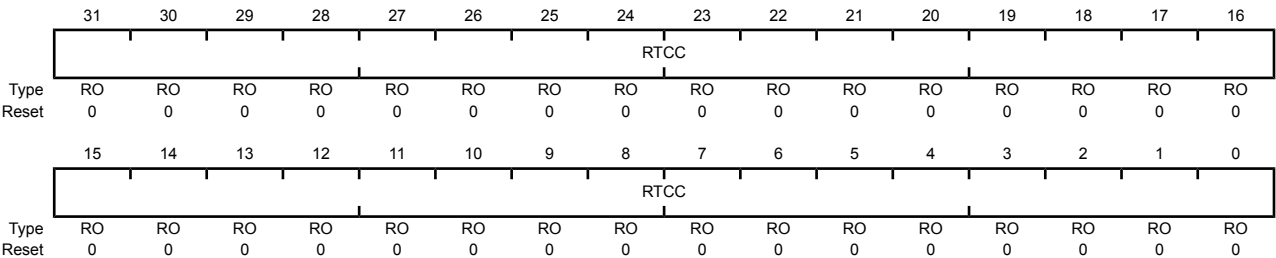 31 30 29 28 27 26 25 24 23 22 21 20 19 18 17 16
RTCC
Type RO RO RO RO RO RO RO RO RO RO RO RO RO RO RO RO
Reset 0 0 0 0 0 0 0 0 0 0 0 0 0 0 0 0
15 14 13 12 11 10 9 8 7 6 5 4 3 2 1 0
RTCC
Type RO RO RO RO RO RO RO RO RO RO RO RO RO RO RO RO
Reset 0 0 0 0 0 0 0 0 0 0 0 0 0 0 0 0